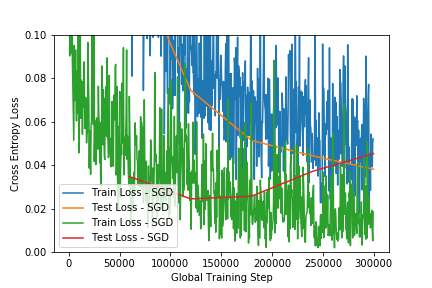 0.10
0.08
0.06
0.04
0.02
0.00
Cross Entropy Loss
Train Loss - SGD
Test Loss - SGD
Train Loss - SGD
Test Loss - SGD
0 50000 100000 150000 200000 250000 300000
Global Training Step